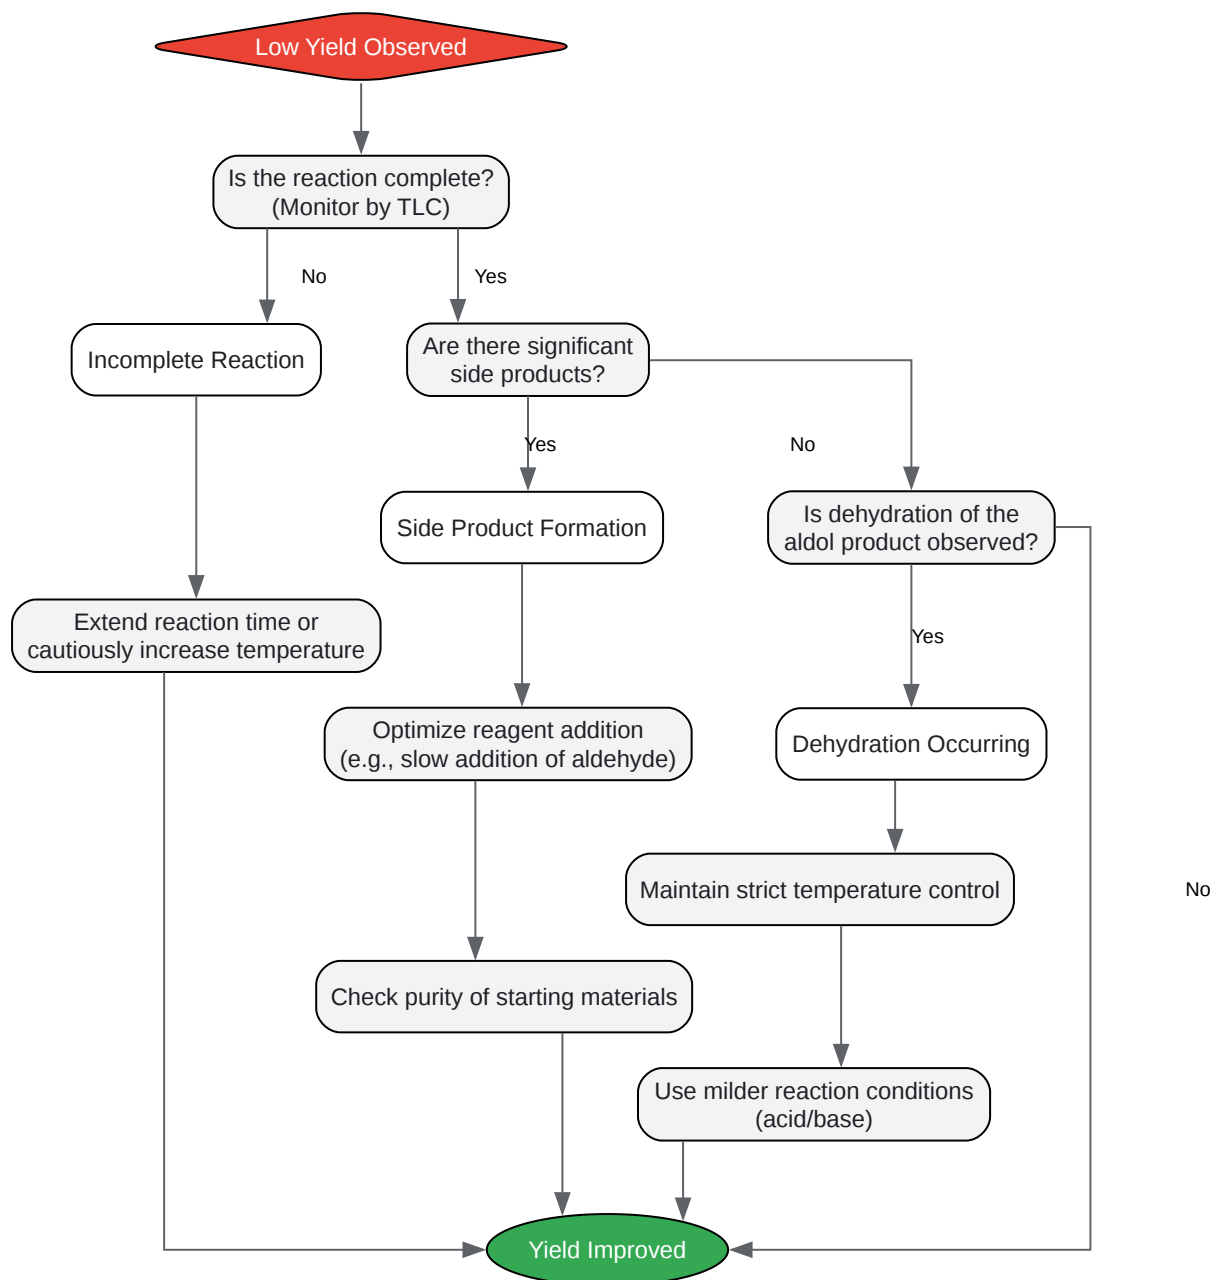 Low Yield Observed
Is the reaction complete?
(Monitor by TLC)
No
Yes
Incomplete Reaction
Are there significant
side products?
Yes
No
Side Product Formation
Is dehydration of the
aldol product observed?
Extend reaction time or
cautiously increase temperature
Yes
Optimize reagent addition
(e.g., slow addition of aldehyde)
Dehydration Occurring
Maintain strict temperature control
No
Check purity of starting materials
Use milder reaction conditions
(acid/base)
Yield Improved